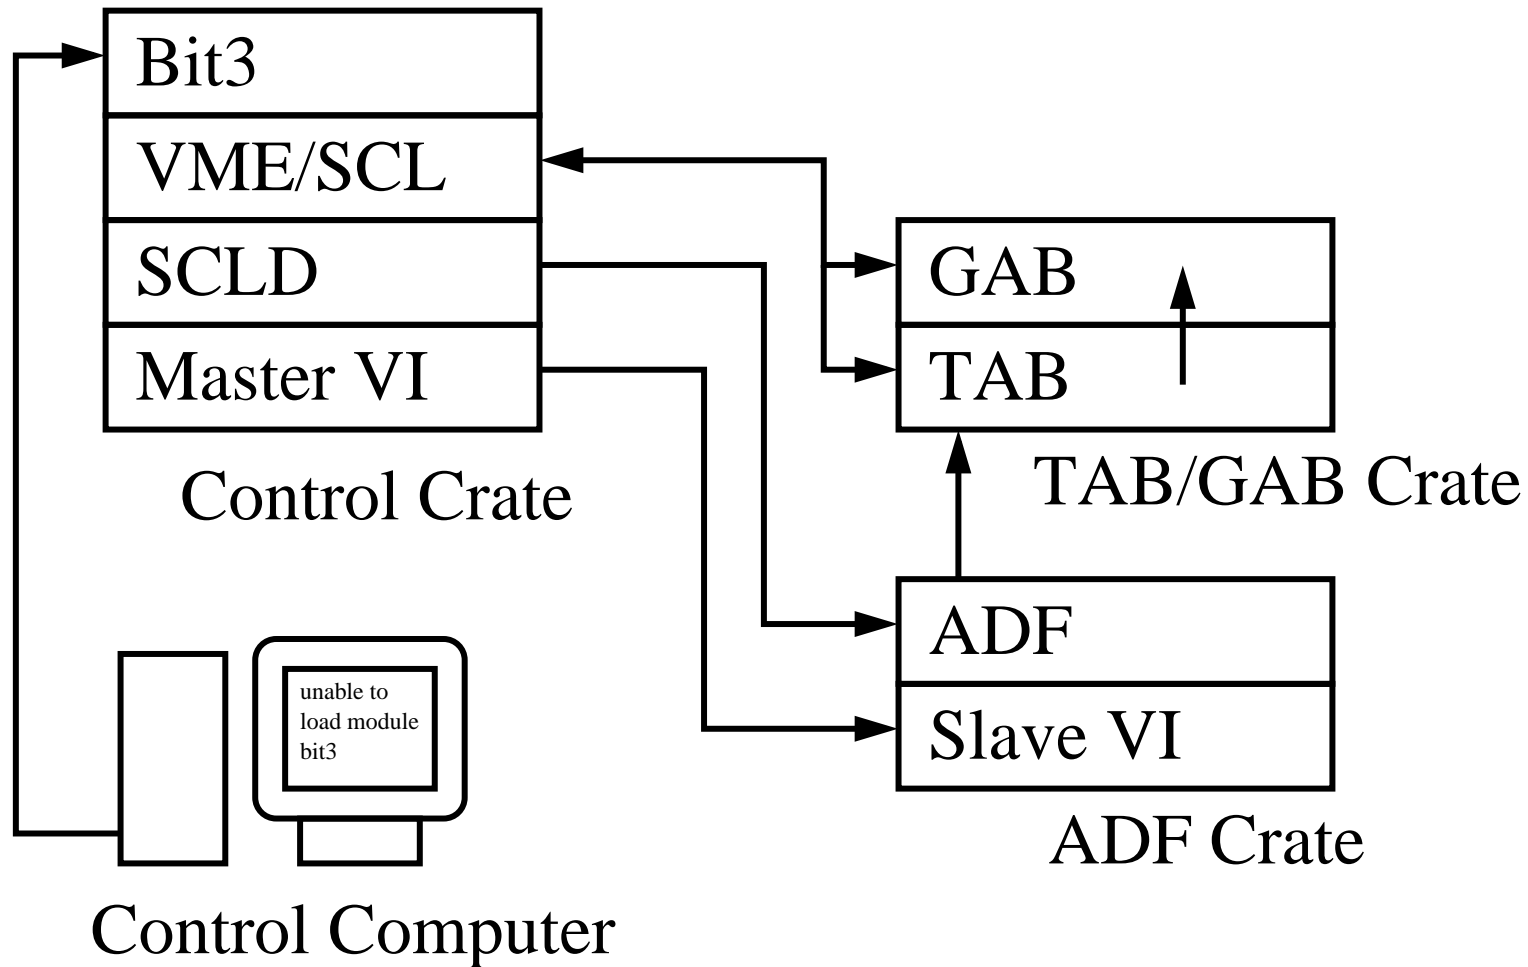 Bit3
VME/SCL
SCLD
Master VI
Control Crate
GAB
TAB
TAB/GAB Crate
ADF
Slave VI
ADF Crate
unable to
load module
bit3
Control Computer